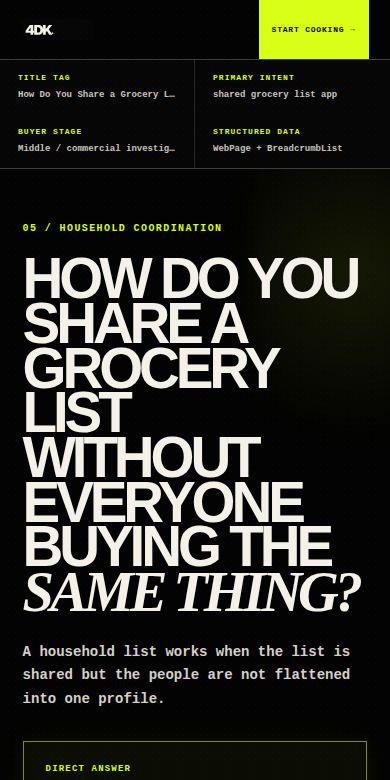 4DK.
START COOKING →
TITLE TAG
How Do You Share a Grocery L…
PRIMARY INTENT
shared grocery list app
BUYER STAGE
Middle / commercial investig…
STRUCTURED DATA
WebPage + BreadcrumbList
05 / HOUSEHOLD COORDINATION
HOW DO YOU
SHARE A
GROCERY
LIST
WITHOUT
EVERYONE
BUYING THE
SAME THING?
A household list works when the list is
shared but the people are not flattened
into one profile.
DIRECT ANSWER